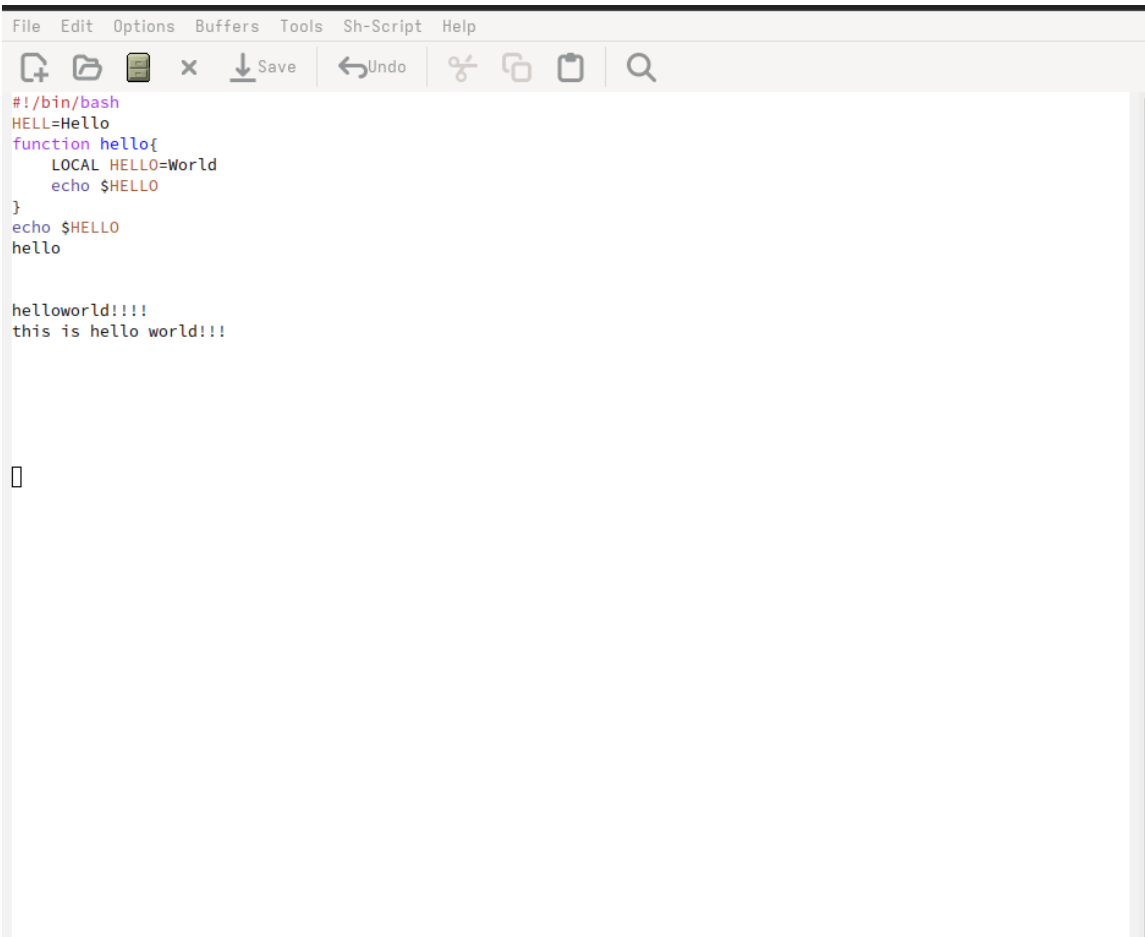 File Edit Options Buffers Tools Sh-Script Help
Save Undo
#!/bin/bash
HELL=Hello
function hello{
    LOCAL HELLO=World
    echo $HELLO
}
echo $HELLO
hello
helloworld!!!!
this is hello world!!!